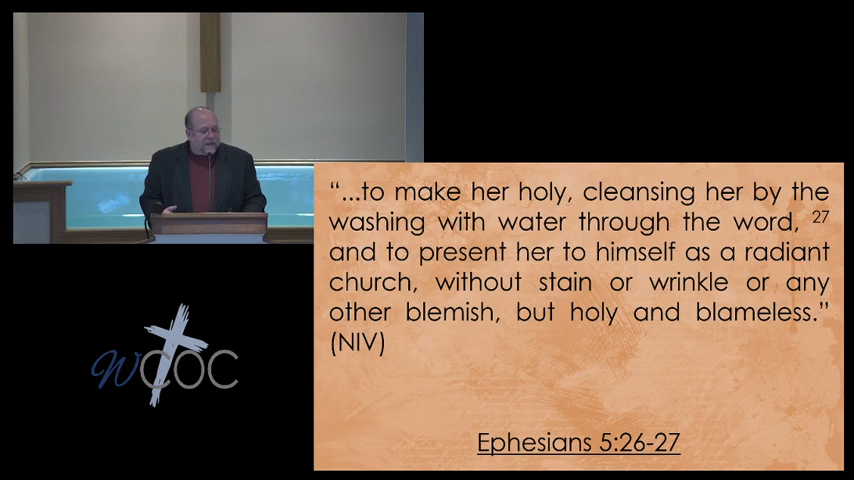 “...to make her holy, cleansing her by the
washing with water through the word, 27
and to present her to himself as a radiant
church, without stain or wrinkle or any
other blemish, but holy and blameless.”
(NIV)
Ephesians 5:26-27
WCOC